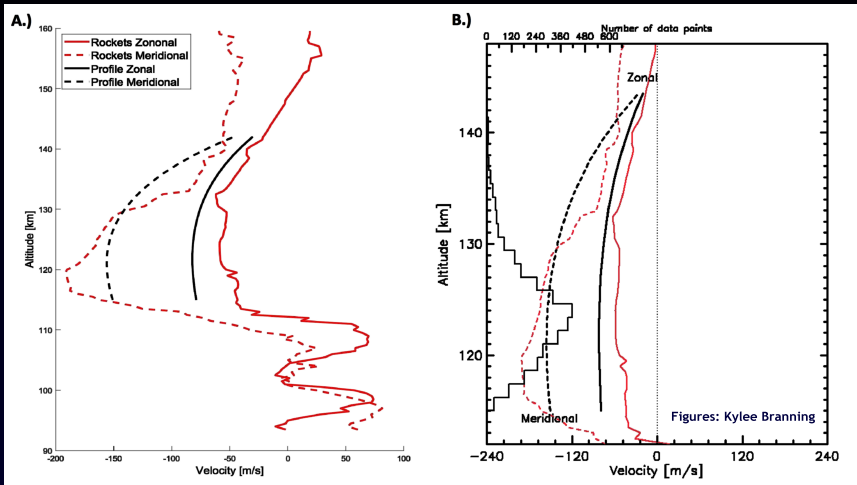 A.)
Rockets Zononal
Rockets Meridional
Profile Zonal
Profile Meridional
160
150
140
130
120
110
100
90
Altitude [km]
-200
-150
-100
-50
0
50
100
Velocity [m/s]
B.)
Number of data points
0 120 240 360 480 600
Zonal
140
130
120
Altitude [km]
Meridional
Figures: Kylee Branning
-240
-120
0
120
240
Velocity [m/s]